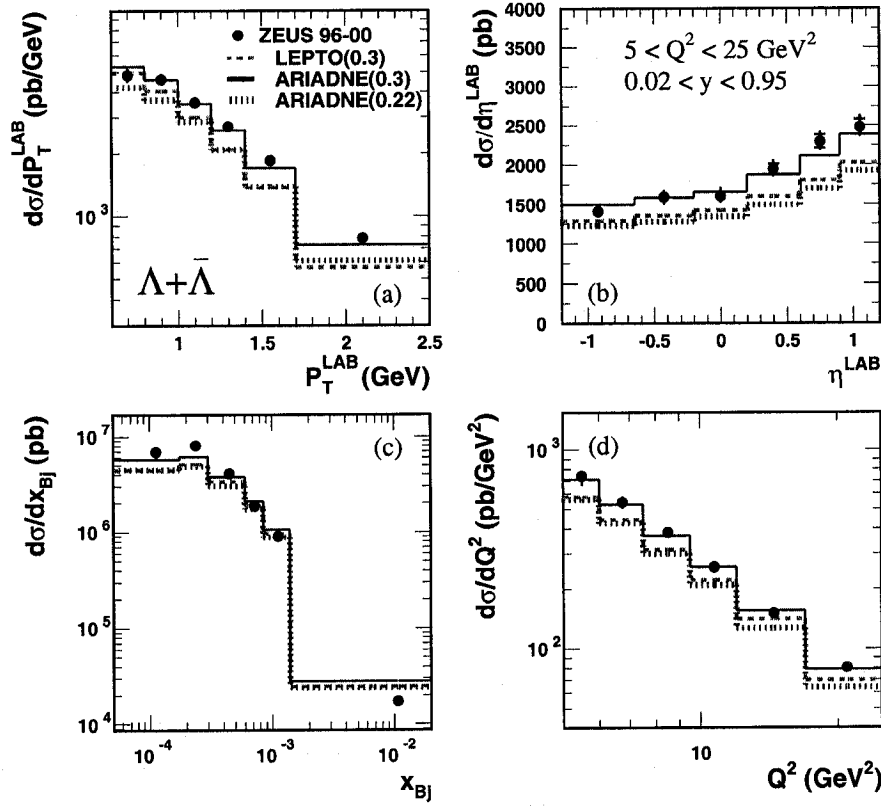 dσ/dP_T^LAB (pb/GeV)
● ZEUS 96-00
LEPTO(0.3)
ARIADNE(0.3)
ARIADNE(0.22)
10^3
Λ+Λ̄
(a)
1 1.5 2 2.5
P_T^LAB (GeV)
dσ/dη^LAB (pb)
4000
3500
3000
2500
2000
1500
1000
500
0
5 < Q^2 < 25 GeV^2
0.02 < y < 0.95
(b)
-1 -0.5 0 0.5 1
η^LAB
dσ/dx_Bj (pb)
10^7
10^6
10^5
10^4
(c)
10^-4 10^-3 10^-2
x_Bj
dσ/dQ^2 (pb/GeV^2)
10^3
10^2
(d)
10
Q^2 (GeV^2)